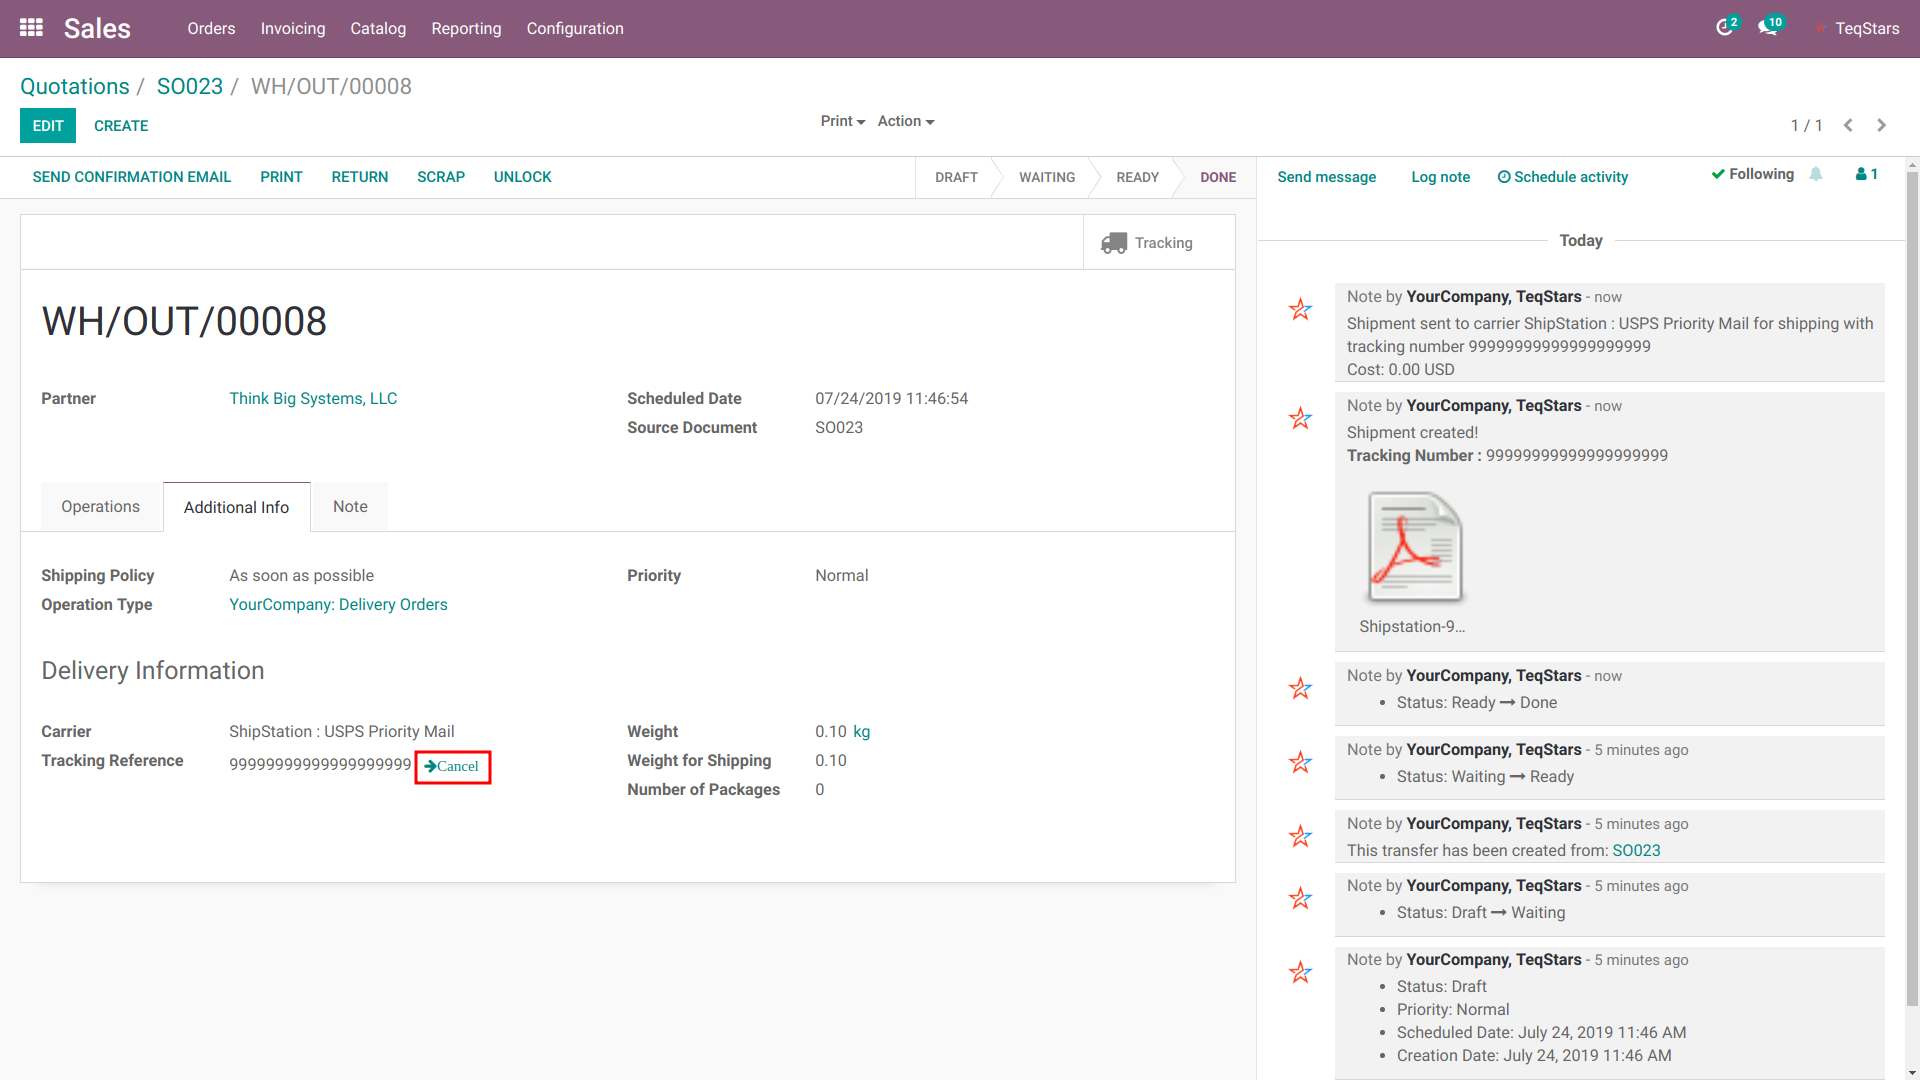 Sales
Orders
Invoicing
Catalog
Reporting
Configuration
2
10
TeqStars
Quotations / SO023 / WH/OUT/00008
EDIT
CREATE
Print
Action
1 / 1
SEND CONFIRMATION EMAIL
PRINT
RETURN
SCRAP
UNLOCK
DRAFT
WAITING
READY
DONE
Send message
Log note
Schedule activity
Following
1
Tracking
WH/OUT/00008
Partner
Think Big Systems, LLC
Scheduled Date
07/24/2019 11:46:54
Source Document
SO023
Operations
Additional Info
Note
Shipping Policy
As soon as possible
Priority
Normal
Operation Type
YourCompany: Delivery Orders
Delivery Information
Carrier
ShipStation : USPS Priority Mail
Weight
0.10 kg
Tracking Reference
99999999999999999999
Cancel
Weight for Shipping
0.10
Number of Packages
0
Today
Note by YourCompany, TeqStars - now
Shipment sent to carrier ShipStation : USPS Priority Mail for shipping with
tracking number 99999999999999999999
Cost: 0.00 USD
Note by YourCompany, TeqStars - now
Shipment created!
Tracking Number : 99999999999999999999
Shipstation-9...
Note by YourCompany, TeqStars - now
• Status: Ready → Done
Note by YourCompany, TeqStars - 5 minutes ago
• Status: Waiting → Ready
Note by YourCompany, TeqStars - 5 minutes ago
This transfer has been created from: SO023
Note by YourCompany, TeqStars - 5 minutes ago
• Status: Draft → Waiting
Note by YourCompany, TeqStars - 5 minutes ago
• Status: Draft
• Priority: Normal
• Scheduled Date: July 24, 2019 11:46 AM
• Creation Date: July 24, 2019 11:46 AM